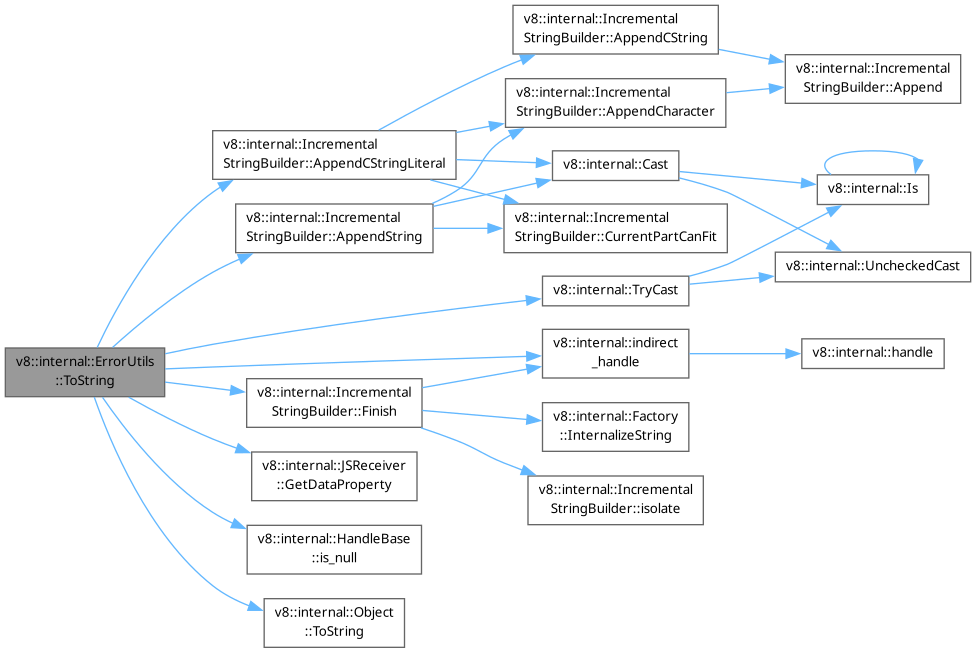 v8::internal::Incremental
StringBuilder::AppendCString
v8::internal::Incremental
StringBuilder::Append
v8::internal::Incremental
StringBuilder::AppendCharacter
v8::internal::Incremental
StringBuilder::AppendCStringLiteral
v8::internal::Cast
v8::internal::Is
v8::internal::Incremental
StringBuilder::AppendString
v8::internal::Incremental
StringBuilder::CurrentPartCanFit
v8::internal::UncheckedCast
v8::internal::TryCast
v8::internal::ErrorUtils
::ToString
v8::internal::indirect
_handle
v8::internal::handle
v8::internal::Incremental
StringBuilder::Finish
v8::internal::Factory
::InternalizeString
v8::internal::JSReceiver
::GetDataProperty
v8::internal::Incremental
StringBuilder::isolate
v8::internal::HandleBase
::is_null
v8::internal::Object
::ToString